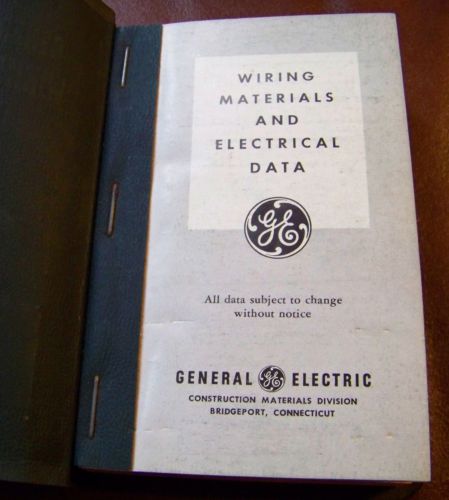 WIRING
MATERIALS
AND
ELECTRICAL
DATA
GE
All data subject to change
without notice
GENERAL GE ELECTRIC
CONSTRUCTION MATERIALS DIVISION
BRIDGEPORT, CONNECTICUT